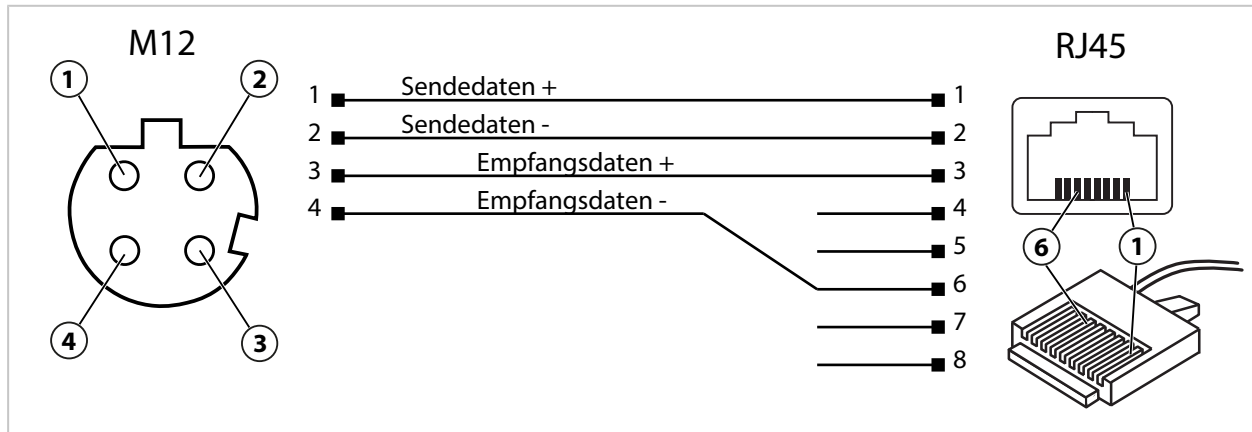 M12
RJ45
1
2
4
3
1 Sendedaten + 1
2 Sendedaten - 2
3 Empfangsdaten + 3
4 Empfangsdaten - 4
5
6
7
8
6 1